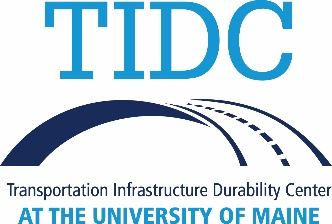 TIDC
Transportation Infrastructure Durability Center
AT THE UNIVERSITY OF MAINE